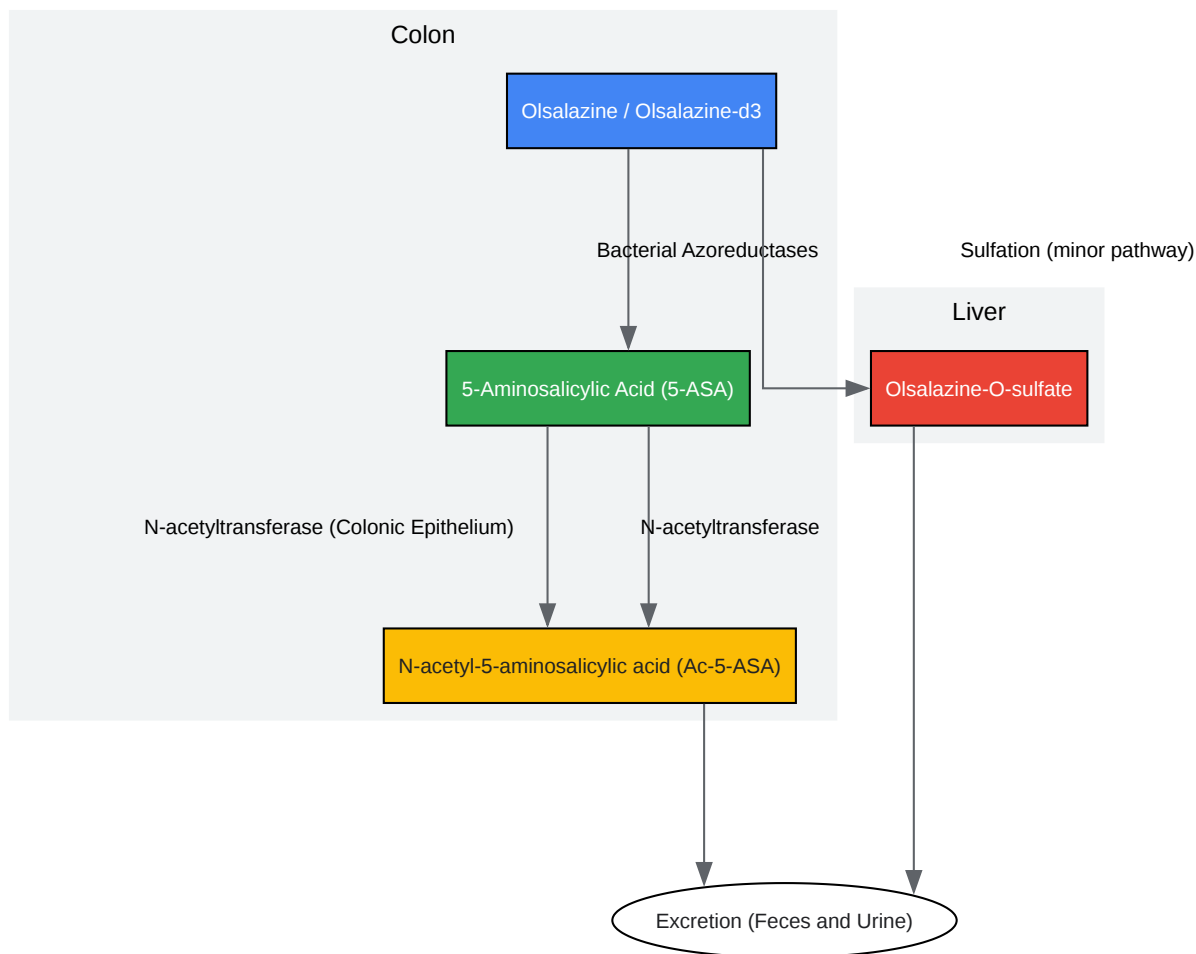 Colon
Olsalazine / Olsalazine-d3
Bacterial Azoreductases
Sulfation (minor pathway)
Liver
5-Aminosalicylic Acid (5-ASA)
Olsalazine-O-sulfate
N-acetyltransferase (Colonic Epithelium)
N-acetyltransferase
N-acetyl-5-aminosalicylic acid (Ac-5-ASA)
Excretion (Feces and Urine)